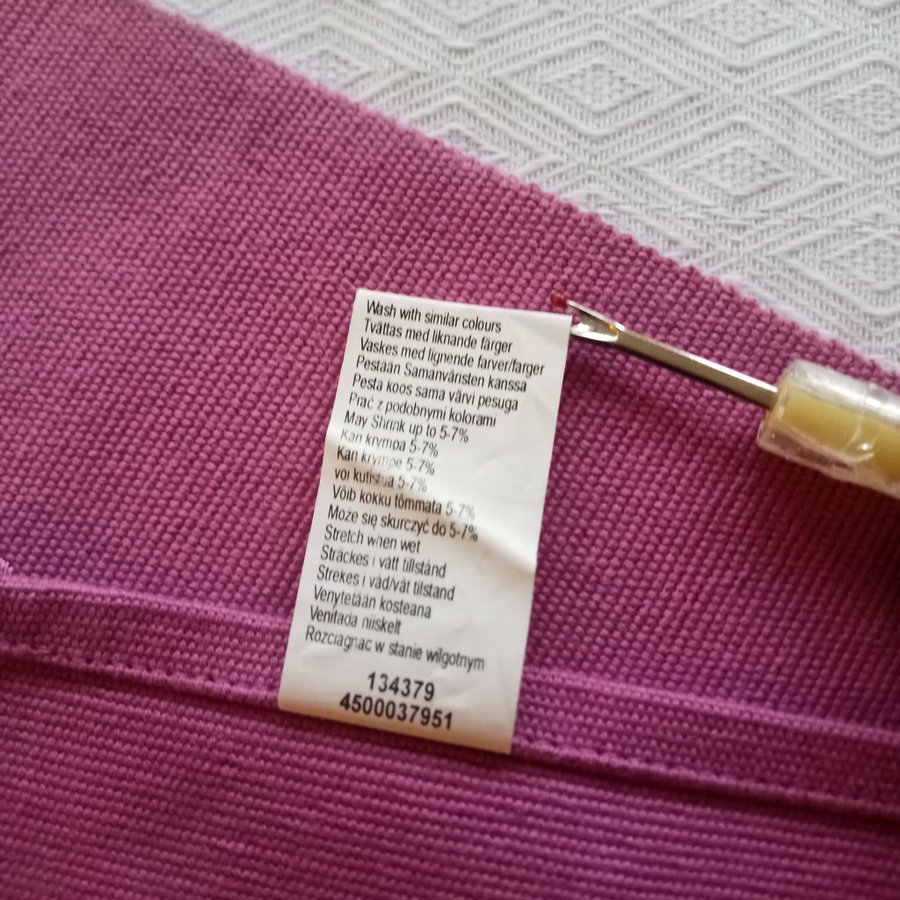 Wash with similar colours
Tvättas med liknande färger
Vaskes med lignende farver/farger
Pestään Samanväristen kanssa
Pesta koos sama värvi pesuga
Prać z podobnymi kolorami
May Shrink up to 5-7%
Kan krympa 5-7%
Kan krympe 5-7%
voi kutistua 5-7%
Võib kokku tõmmata 5-7%
Może się skurczyć do 5-7%
Stretch when wet
Sträckes i vått tillstånd
Strekes i våd/våt tilstand
Venytetään kosteana
Venitada niiskelt
Rozciagnac w stanie wilgotnym
134379
4500037951